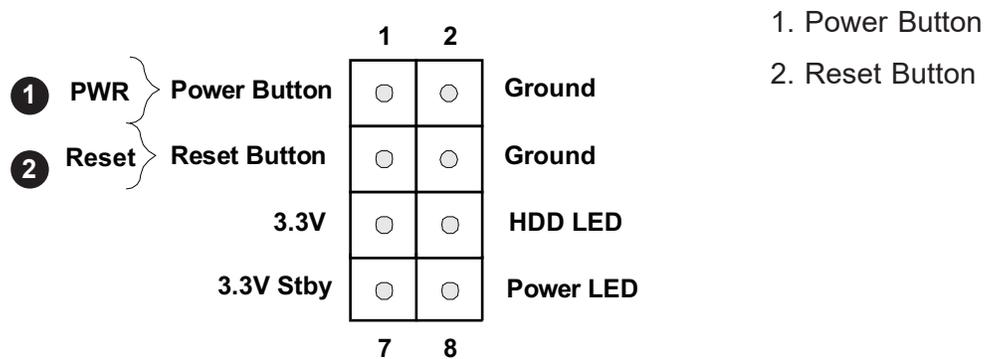 1. Power Button
2. Reset Button
1 2
1 PWR Power Button Ground
2 Reset Reset Button Ground
3.3V HDD LED
3.3V Stby Power LED
7 8